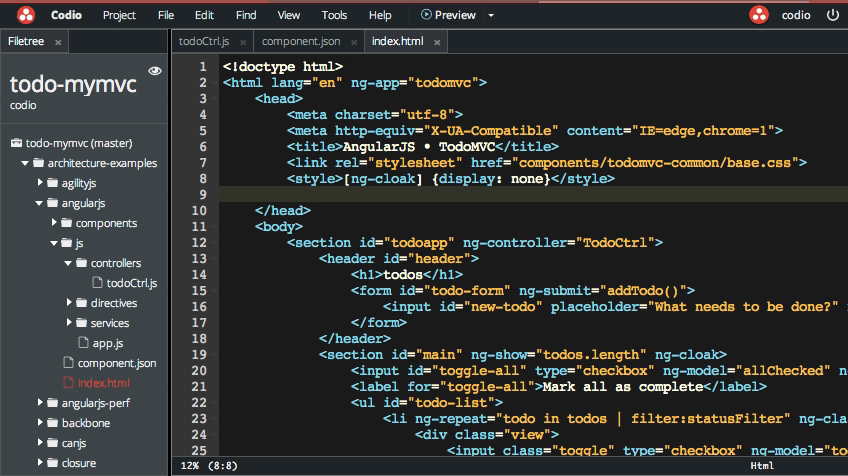 Codio Project File Edit Find View Tools Help Preview codio
Filetree × todoCtrl.js × component.json × index.html ×
todo-mymvc
codio
todo-mymvc (master)
architecture-examples
agilityjs
angularjs
components
js
controllers
todoCtrl.js
directives
services
app.js
component.json
index.html
angularjs-perf
backbone
canjs
closure
1 <!doctype html>
2 <html lang="en" ng-app="todomvc">
3 <head>
4 <meta charset="utf-8">
5 <meta http-equiv="X-UA-Compatible" content="IE=edge,chrome=1">
6 <title>AngularJS • TodoMVC</title>
7 <link rel="stylesheet" href="components/todomvc-common/base.css">
8 <style>[ng-cloak] {display: none}</style>
9
10 </head>
11 <body>
12 <section id="todoapp" ng-controller="TodoCtrl">
13 <header id="header">
14 <h1>todos</h1>
15 <form id="todo-form" ng-submit="addTodo()">
16 <input id="new-todo" placeholder="What needs to be done?"
17 </form>
18 </header>
19 <section id="main" ng-show="todos.length" ng-cloak>
20 <input id="toggle-all" type="checkbox" ng-model="allChecked" n
21 <label for="toggle-all">Mark all as complete</label>
22 <ul id="todo-list">
23 <li ng-repeat="todo in todos | filter:statusFilter" ng-cla
24 <div class="view">
25 <input class="toggle" type="checkbox" ng-model="to
12% (8:8) Html